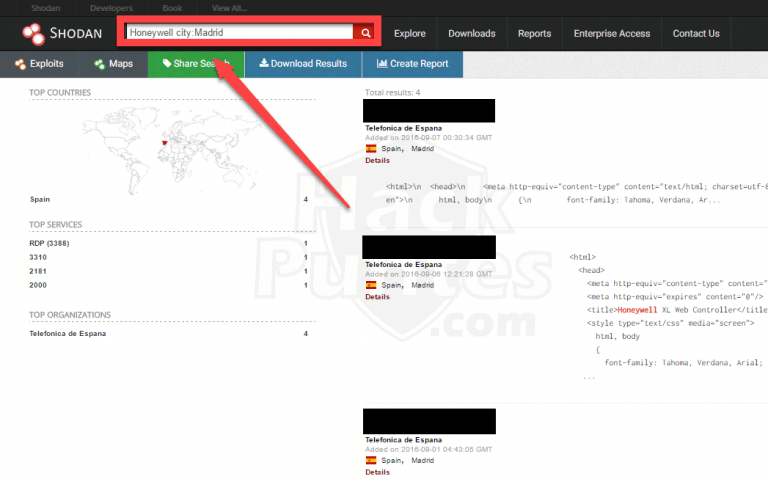 Shodan Developers Book View All...
SHODAN
Honeywell city:Madrid
Explore Downloads Reports Enterprise Access Contact Us
Exploits Maps Share Search Download Results Create Report
TOP COUNTRIES
Spain 4
TOP SERVICES
RDP (3388) 1
3310 1
2181 1
2000 1
TOP ORGANIZATIONS
Telefonica de Espana 4
Total results: 4
Telefonica de Espana
Added on 2016-09-07 00:30:34 GMT
Spain, Madrid
Details
<html>\n <head>\n <meta http-equiv="content-type" content="text/html; charset=utf-8
en">\n html, body\n {\n font-family: Tahoma, Verdana, Ar...
Telefonica de Espana
Added on 2016-09-06 12:21:28 GMT
Spain, Madrid
Details
<html>
<head>
<meta http-equiv="content-type" content="
<meta http-equiv="expires" content="0"/>
<title>Honeywell XL Web Controller</title
<style type="text/css" media="screen">
html, body
{
font-family: Tahoma, Verdana, Arial;
...
Telefonica de Espana
Added on 2016-09-01 04:43:05 GMT
Spain, Madrid
Details
Hack
Puntes
.com